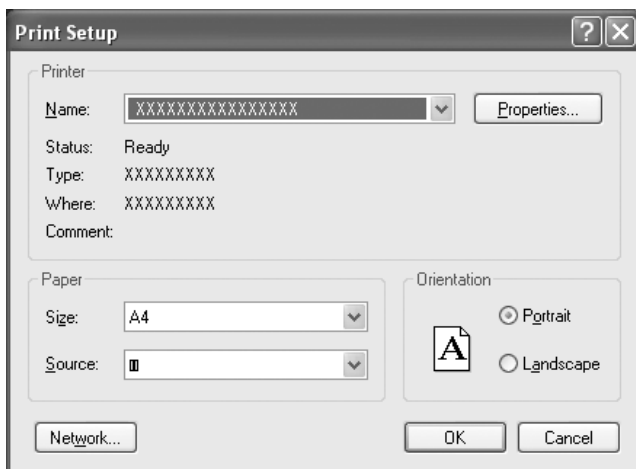 Print Setup
Printer
Name:
XXXXXXXXXXXXXXXX
Properties...
Status:
Ready
Type:
XXXXXXXXX
Where:
XXXXXXXXX
Comment:
Paper
Size:
A4
Source:
Orientation
A
Portrait
Landscape
Network...
OK
Cancel